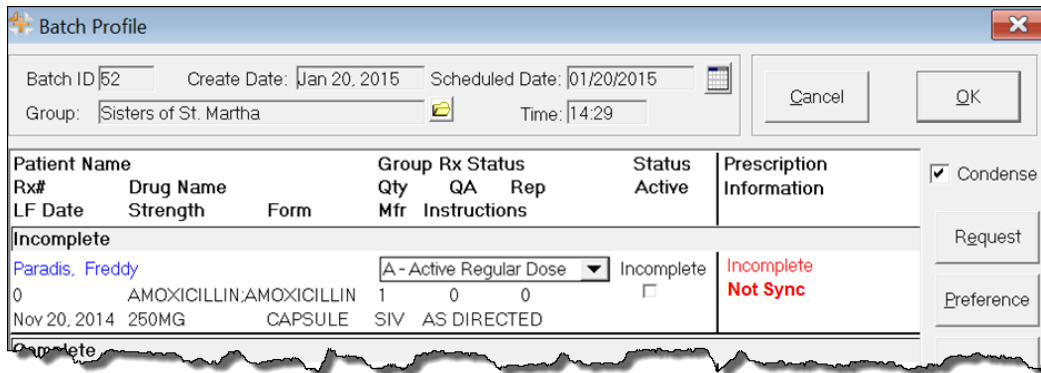 Batch Profile
Batch ID 52 Create Date: Jan 20, 2015 Scheduled Date: 01/20/2015
Group: Sisters of St. Martha Time: 14:29
Cancel OK
Patient Name Group Rx Status Status Prescription
Rx# Drug Name Qty QA Rep Active Information
LF Date Strength Form Mfr Instructions
Condense
Incomplete
Request
Paradis, Freddy A - Active Regular Dose Incomplete Incomplete
0 AMOXICILLIN;AMOXICILLIN 1 0 0 Not Sync
Preference
Nov 20, 2014 250MG CAPSULE SIV AS DIRECTED
Complete